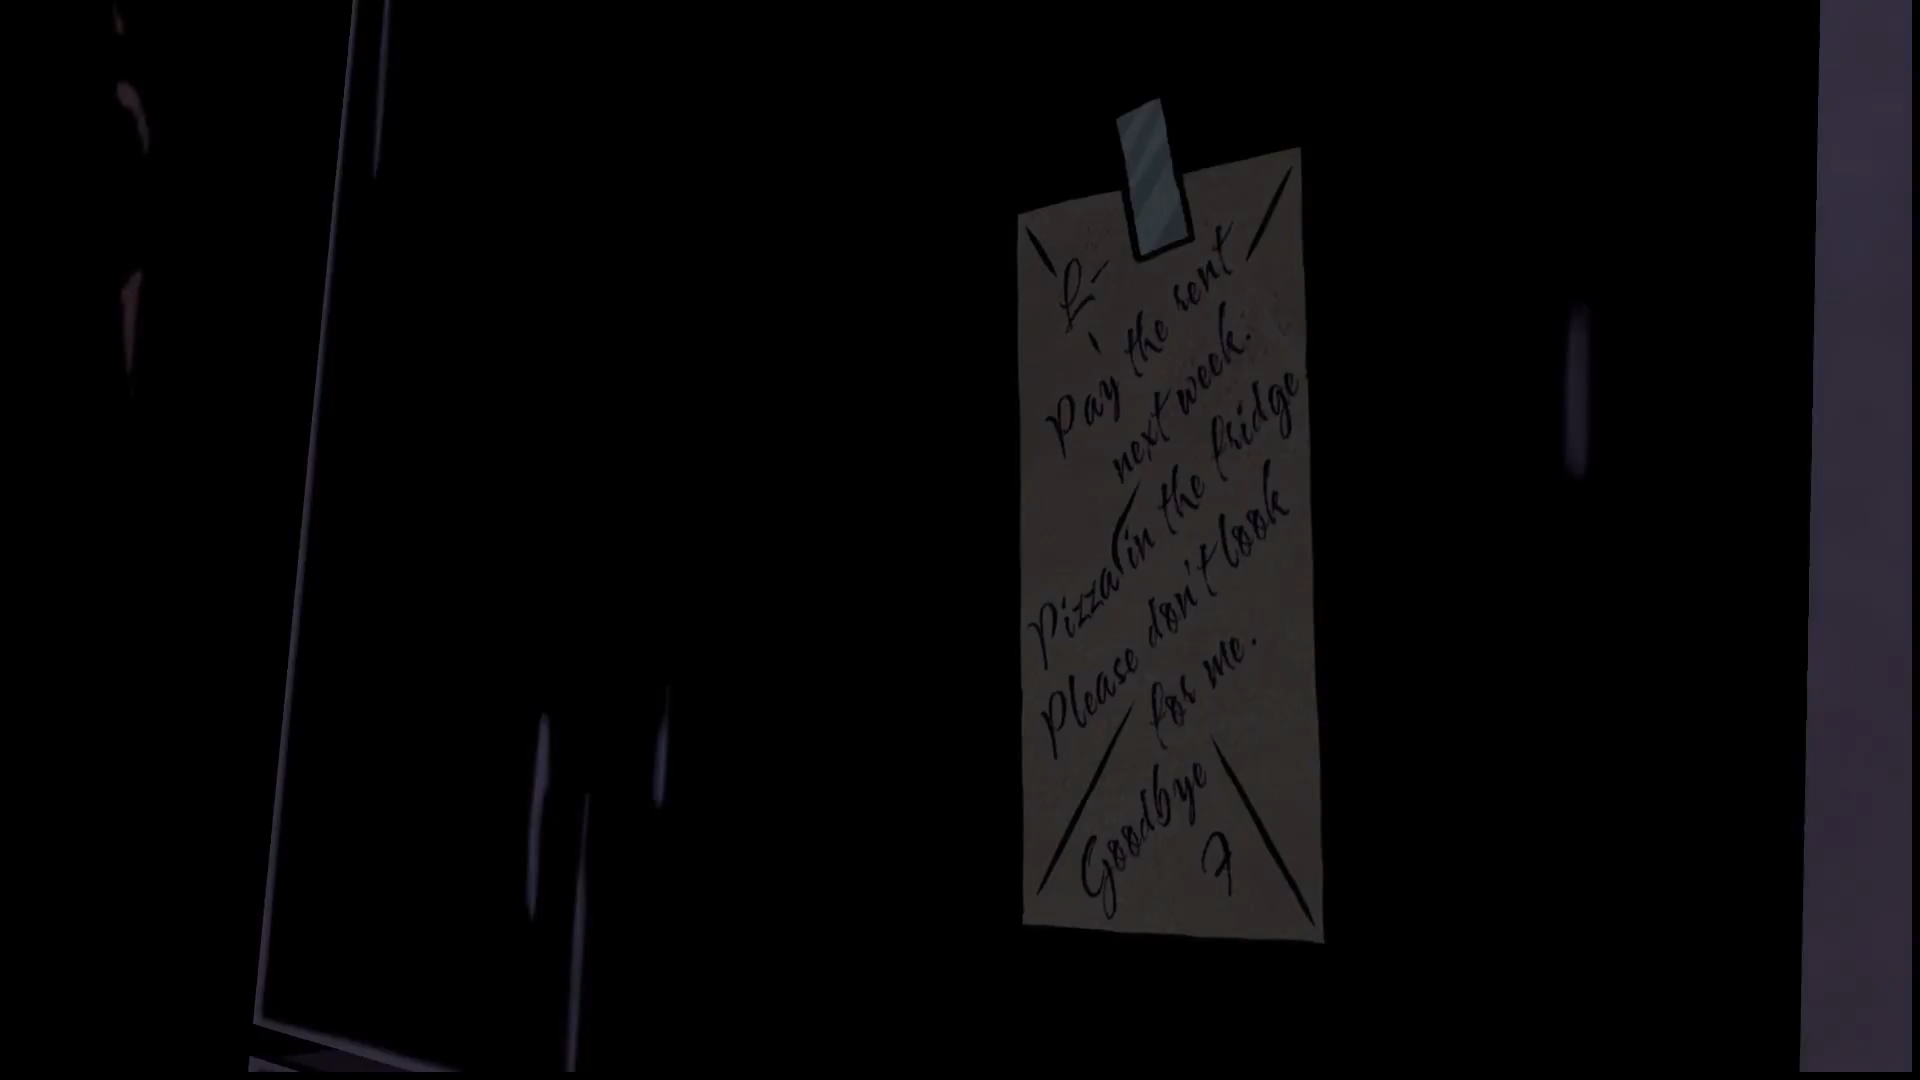 L-
Pay the rent
next week.
Pizza in the fridge
Please don't look
for me.
Goodbye
F